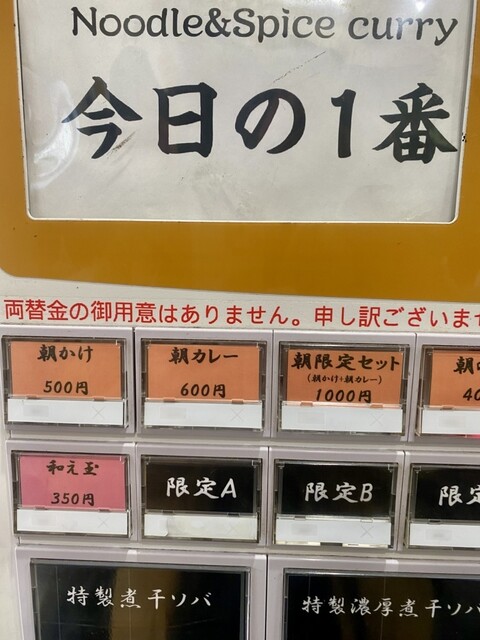 Noodle&Spice curry
今日の1番
両替金の御用意はありません。申し訳ございませ
朝かけ
500円
朝カレー
600円
朝限定セット
(朝かけ+朝カレー)
1000円
朝
40
和え玉
350円
限定A
限定B
限定
特製煮干ソバ
特製濃厚煮干ソバ